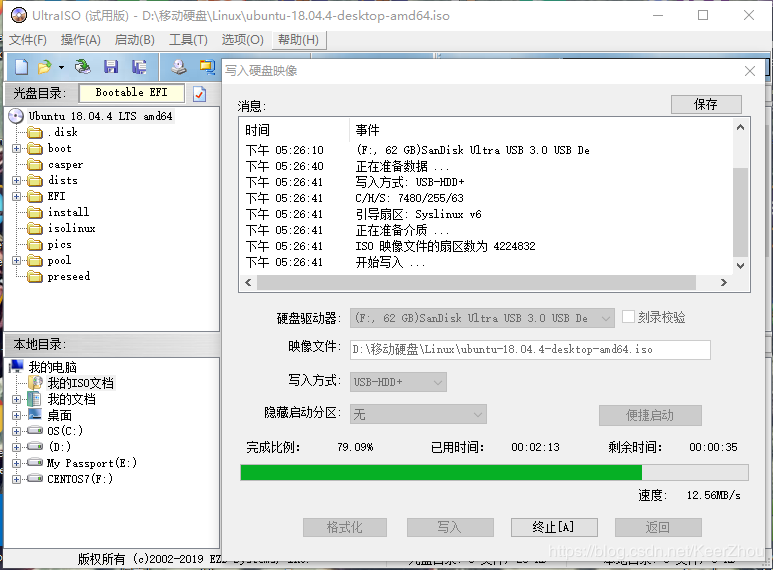 UltraISO (试用版) - D:\移动硬盘\Linux\ubuntu-18.04.4-desktop-amd64.iso
文件(F) 操作(A) 启动(B) 工具(T) 选项(O) 帮助(H)
光盘目录: Bootable EFI
Ubuntu 18.04.4 LTS amd64
.disk
boot
casper
dists
EFI
install
isolinux
pics
pool
preseed
本地目录:
我的电脑
我的ISO文档
我的文档
桌面
OS(C:)
(D:)
My Passport(E:)
CENTOS7(F:)
写入硬盘映像
消息:
保存
时间 事件
下午 05:26:10 (F:, 62 GB)SanDisk Ultra USB 3.0 USB De
下午 05:26:40 正在准备数据 ...
下午 05:26:41 写入方式: USB-HDD+
下午 05:26:41 C/H/S: 7480/255/63
下午 05:26:41 引导扇区: Syslinux v6
下午 05:26:41 正在准备介质 ...
下午 05:26:41 ISO 映像文件的扇区数为 4224832
下午 05:26:41 开始写入 ...
硬盘驱动器: (F:, 62 GB)SanDisk Ultra USB 3.0 USB De 刻录校验
映像文件: D:\移动硬盘\Linux\ubuntu-18.04.4-desktop-amd64.iso
写入方式: USB-HDD+
隐藏启动分区: 无 便捷启动
完成比例: 79.09% 已用时间: 00:02:13 剩余时间: 00:00:35
速度: 12.56MB/s
格式化 写入 终止[A] 返回
版权所有 (c)2002-2019
https://blog.csdn.net/KeerZhou